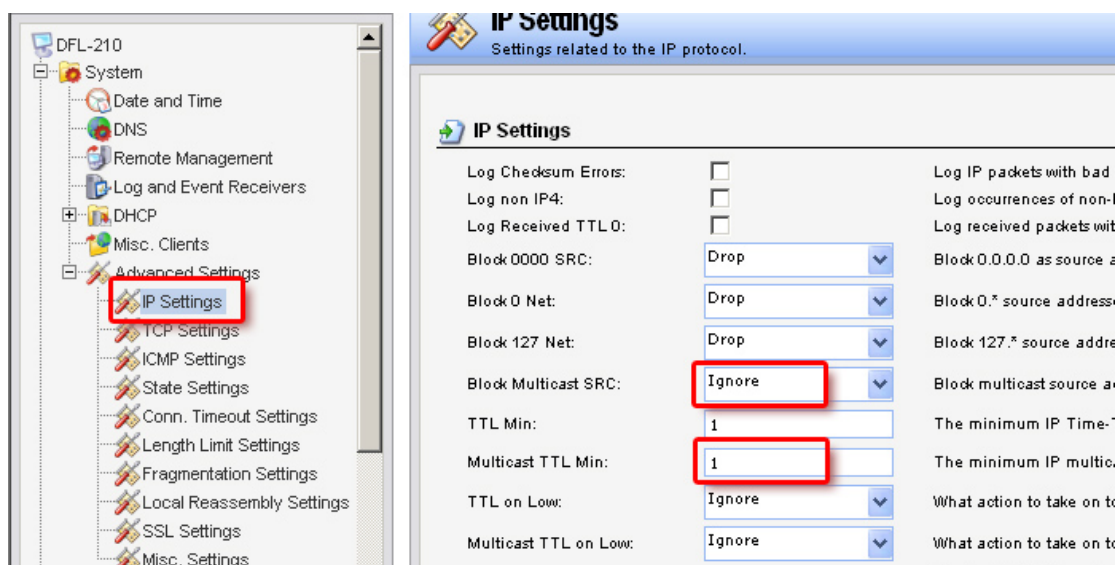 DFL-210
System
Date and Time
DNS
Remote Management
Log and Event Receivers
DHCP
Misc. Clients
Advanced Settings
IP Settings
TCP Settings
ICMP Settings
State Settings
Conn. Timeout Settings
Length Limit Settings
Fragmentation Settings
Local Reassembly Settings
SSL Settings
Misc. Settings
IP Settings
Settings related to the IP protocol.
IP Settings
Log Checksum Errors: Log IP packets with bad
Log non IP4: Log occurrences of non-
Log Received TTL 0: Log received packets wit
Block 0000 SRC: Drop Block 0.0.0.0 as source a
Block 0 Net: Drop Block 0.* source addresse
Block 127 Net: Drop Block 127.* source addre
Block Multicast SRC: Ignore Block multicast source a
TTL Min: 1 The minimum IP Time-
Multicast TTL Min: 1 The minimum IP multic
TTL on Low: Ignore What action to take on t
Multicast TTL on Low: Ignore What action to take on t